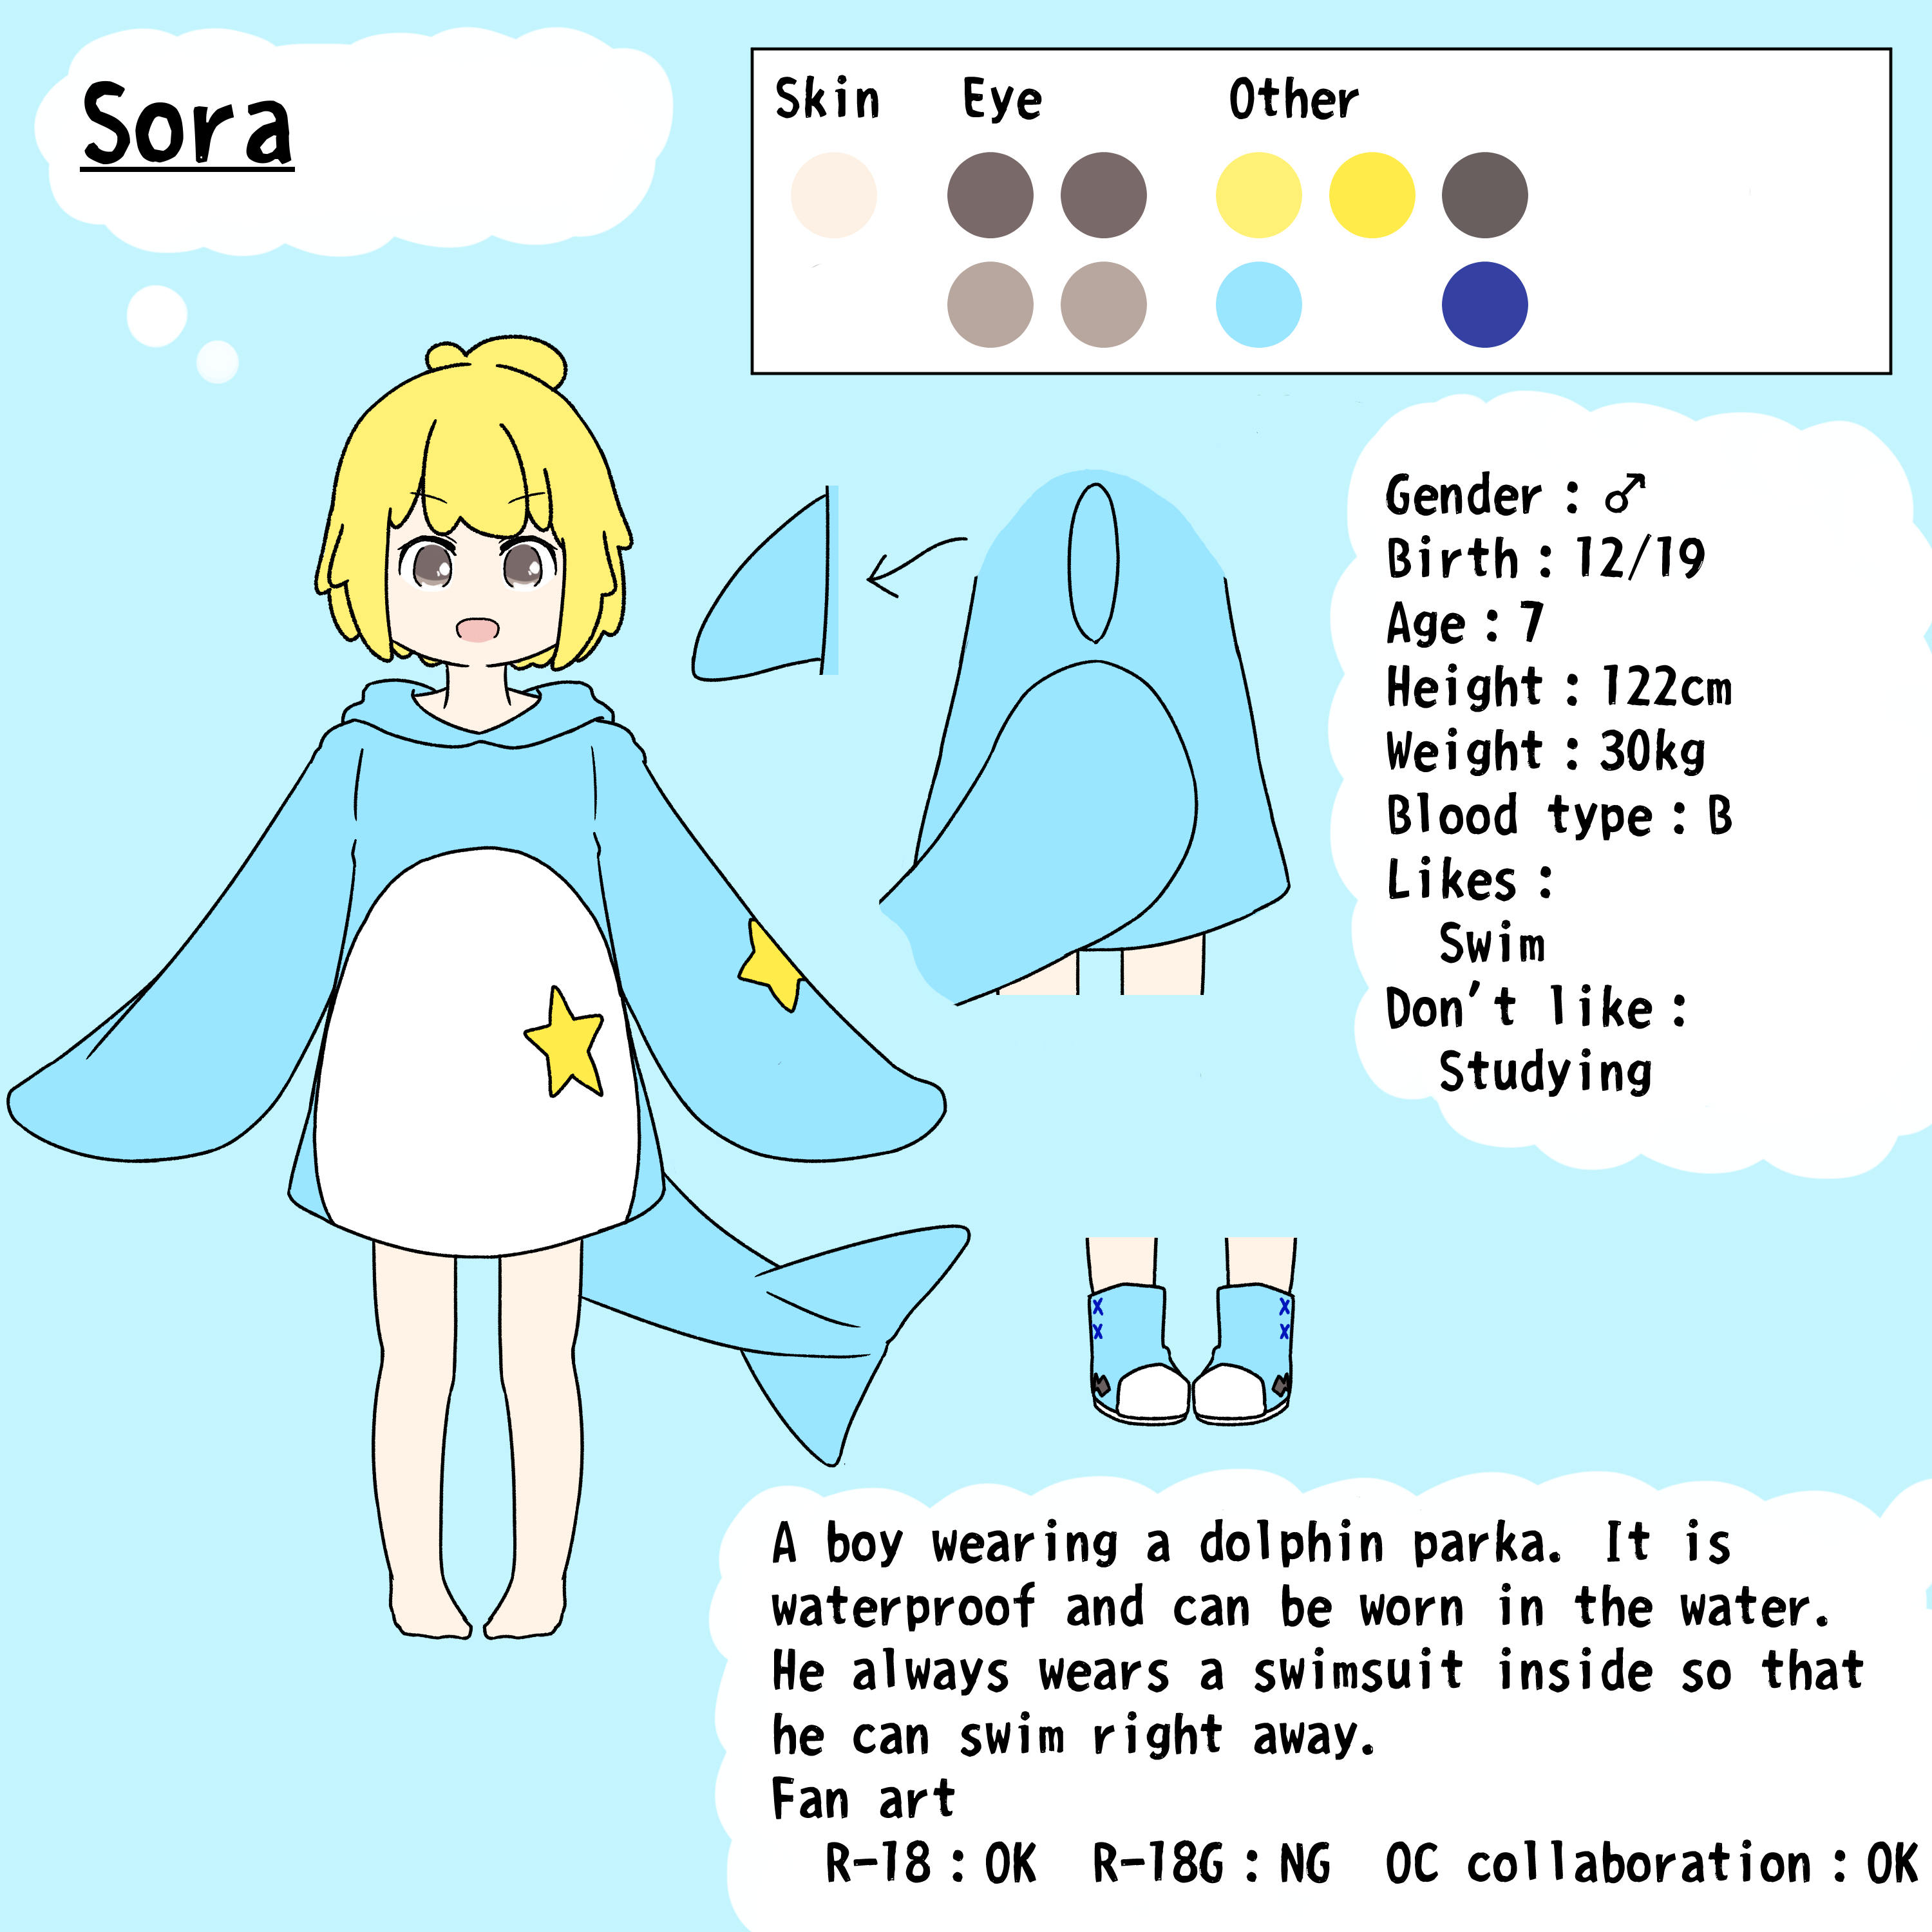 Sora
Skin Eye Other
Gender : ♂
Birth : 12/19
Age : 7
Height : 122cm
Weight : 30kg
Blood type : B
Likes :
Swim
Don't like :
Studying
A boy wearing a dolphin parka. It is
waterproof and can be worn in the water.
He always wears a swimsuit inside so that
he can swim right away.
Fan art
R-18 : OK R-18G : NG OC collaboration : OK